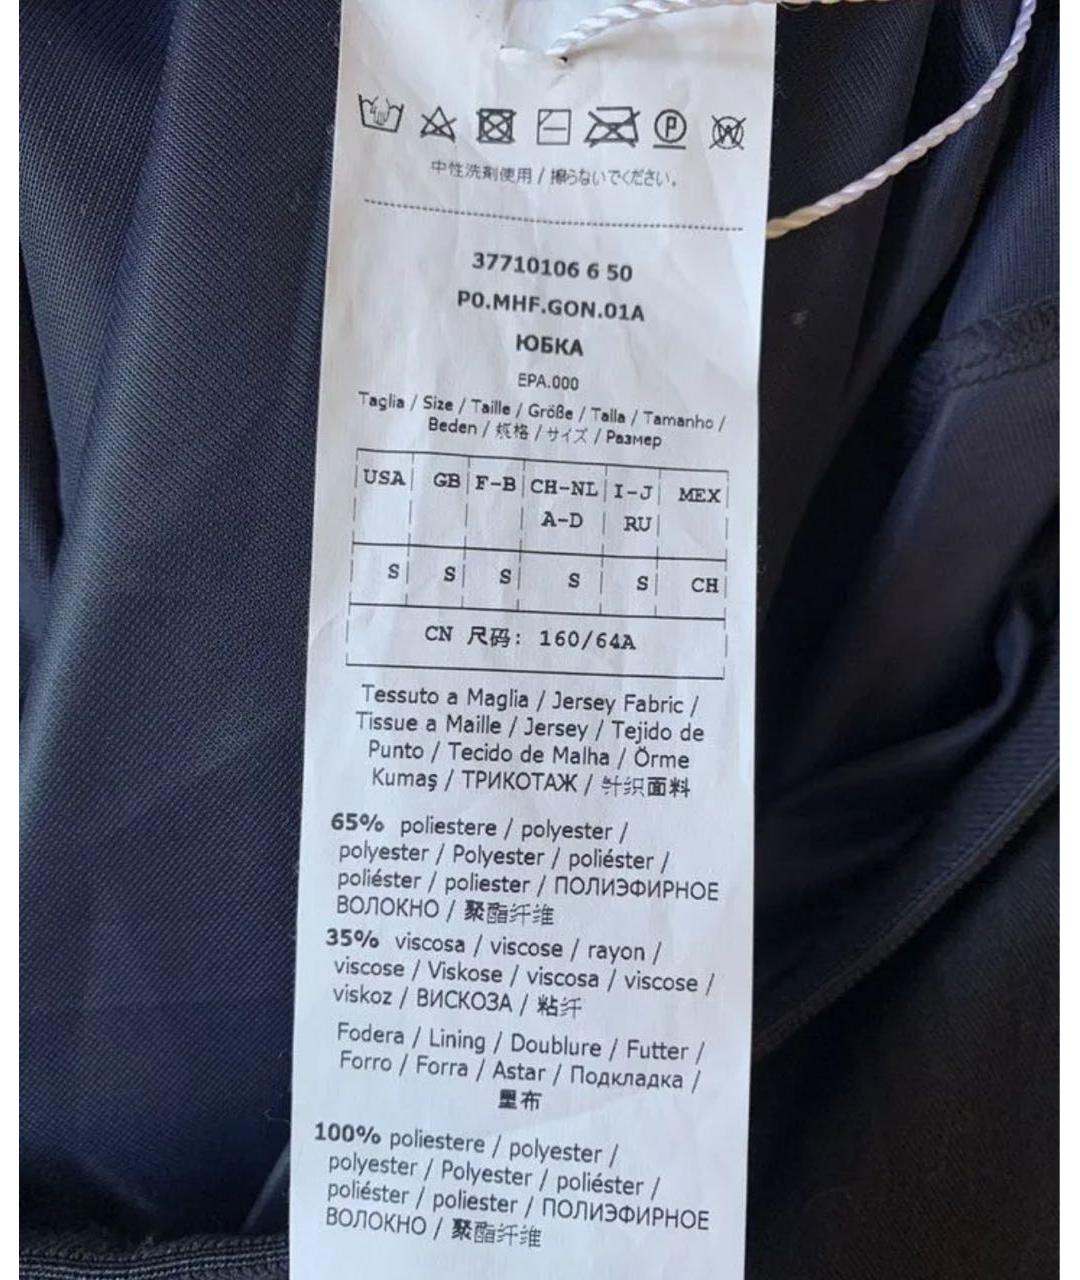 中性洗剤使用 / 擦らないでください。
37710106 6 50
P0.MHF.GON.01A
ЮБКА
EPA.000
Taglia / Size / Taille / Größe / Talla / Tamanho /
Beden / 规格 / サイズ / Размер
USA GB F-B CH-NL I-J MEX
A-D RU
S S S S S CH
CN 尺码: 160/64A
Tessuto a Maglia / Jersey Fabric /
Tissue a Maille / Jersey / Tejido de
Punto / Tecido de Malha / Örme
Kumaş / ТРИКОТАЖ / 针织面料
65% poliestere / polyester /
polyester / Polyester / poliéster /
poliéster / poliester / ПОЛИЭФИРНОЕ
ВОЛОКНО / 聚酯纤维
35% viscosa / viscose / rayon /
viscose / Viskose / viscosa / viscose /
viskoz / ВИСКОЗА / 粘纤
Fodera / Lining / Doublure / Futter /
Forro / Forra / Astar / Подкладка /
里布
100% poliestere / polyester /
polyester / Polyester / poliéster /
poliéster / poliester / ПОЛИЭФИРНОЕ
ВОЛОКНО / 聚酯纤维